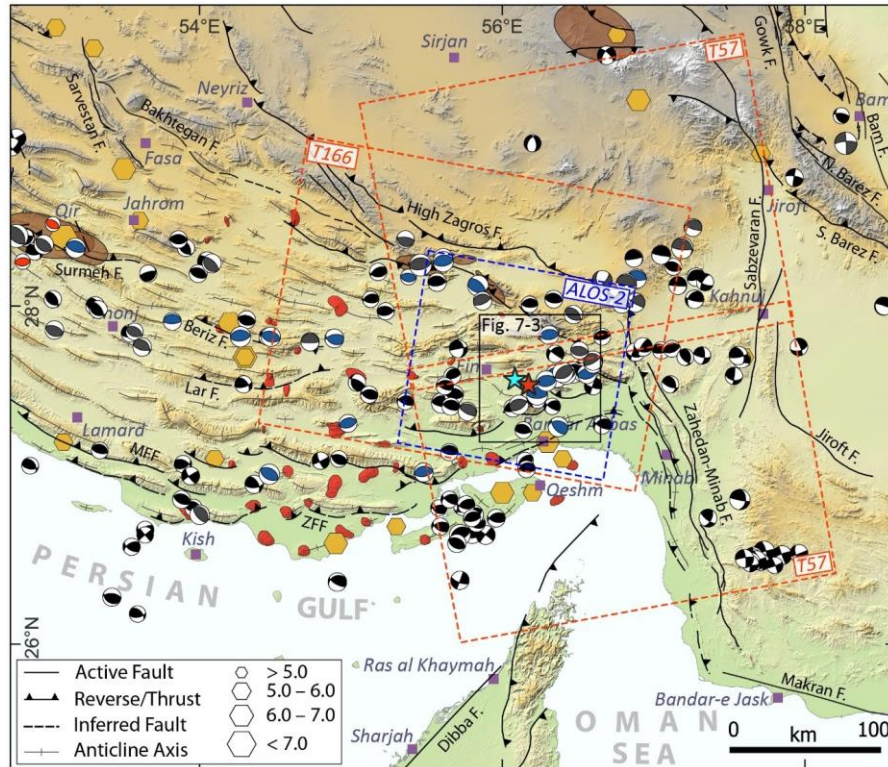 54°E
56°E
58°E
Sirjan
T57
Gowk F.
Neyriz
Sarvestan F.
Bakhtegan F.
Fasa
Bam
Bam F.
T166
N. Barez F.
Jahrom
Qir
High Zagros F.
Jiroft
S. Barez F.
Surmeh F.
Sabzevaran F.
ALOS-2
Kahnuj
28°N
Fig. 7-3
Beriz F.
Fin
Lar F.
Lamard
Jiroft F.
MFF
Minab
Zahedan-Minab F.
Qeshm
ZFF
Kish
T57
PERSIAN
GULF
26°N
Active Fault
> 5.0
Reverse/Thrust
5.0 – 6.0
Inferred Fault
6.0 – 7.0
Anticline Axis
< 7.0
Ras al Khaymah
Sharjah
Dibba F.
Makran F.
Bandar-e Jask
OMAN
SEA
0
100
km